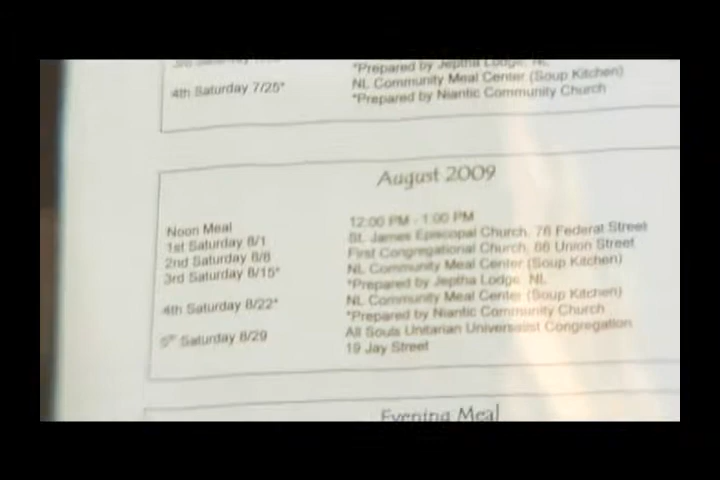 3rd Saturday
*Prepared by Jeptha Lodge, NL
4th Saturday 7/25* NL Community Meal Center (Soup Kitchen)
*Prepared by Niantic Community Church
August 2009
Noon Meal 12:00 PM - 1:00 PM
1st Saturday 8/1 St. James Episcopal Church, 76 Federal Street
2nd Saturday 8/8 First Congregational Church, 66 Union Street
3rd Saturday 8/15* NL Community Meal Center (Soup Kitchen)
*Prepared by Jeptha Lodge, NL
4th Saturday 8/22* NL Community Meal Center (Soup Kitchen)
*Prepared by Niantic Community Church
5th Saturday 8/29 All Souls Unitarian Universalist Congregation
19 Jay Street
Evening Meal